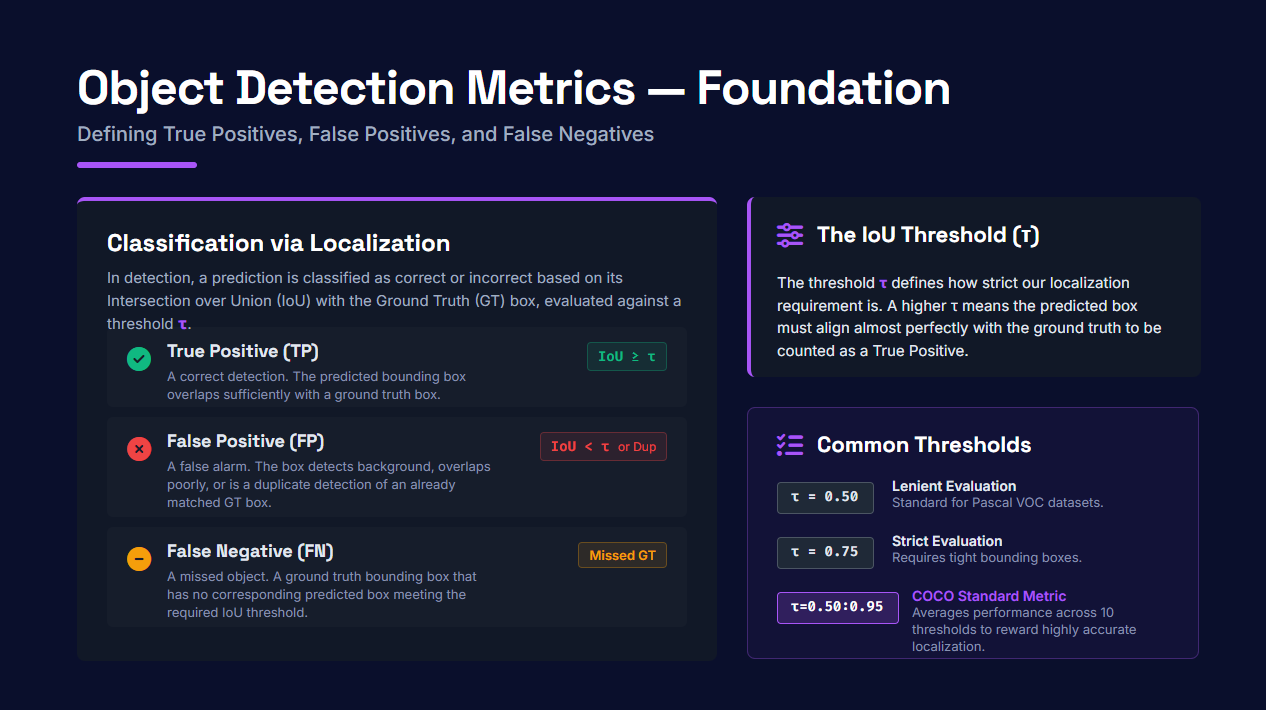 Object Detection Metrics — Foundation
Defining True Positives, False Positives, and False Negatives
Classification via Localization
In detection, a prediction is classified as correct or incorrect based on its
Intersection over Union (IoU) with the Ground Truth (GT) box, evaluated against a
threshold τ.
True Positive (TP)
IoU ≥ τ
A correct detection. The predicted bounding box
overlaps sufficiently with a ground truth box.
False Positive (FP)
IoU < τ or Dup
A false alarm. The box detects background, overlaps
poorly, or is a duplicate detection of an already
matched GT box.
False Negative (FN)
Missed GT
A missed object. A ground truth bounding box that
has no corresponding predicted box meeting the
required IoU threshold.
The IoU Threshold (τ)
The threshold τ defines how strict our localization
requirement is. A higher τ means the predicted box
must align almost perfectly with the ground truth to be
counted as a True Positive.
Common Thresholds
τ = 0.50
Lenient Evaluation
Standard for Pascal VOC datasets.
τ = 0.75
Strict Evaluation
Requires tight bounding boxes.
τ=0.50:0.95
COCO Standard Metric
Averages performance across 10
thresholds to reward highly accurate
localization.